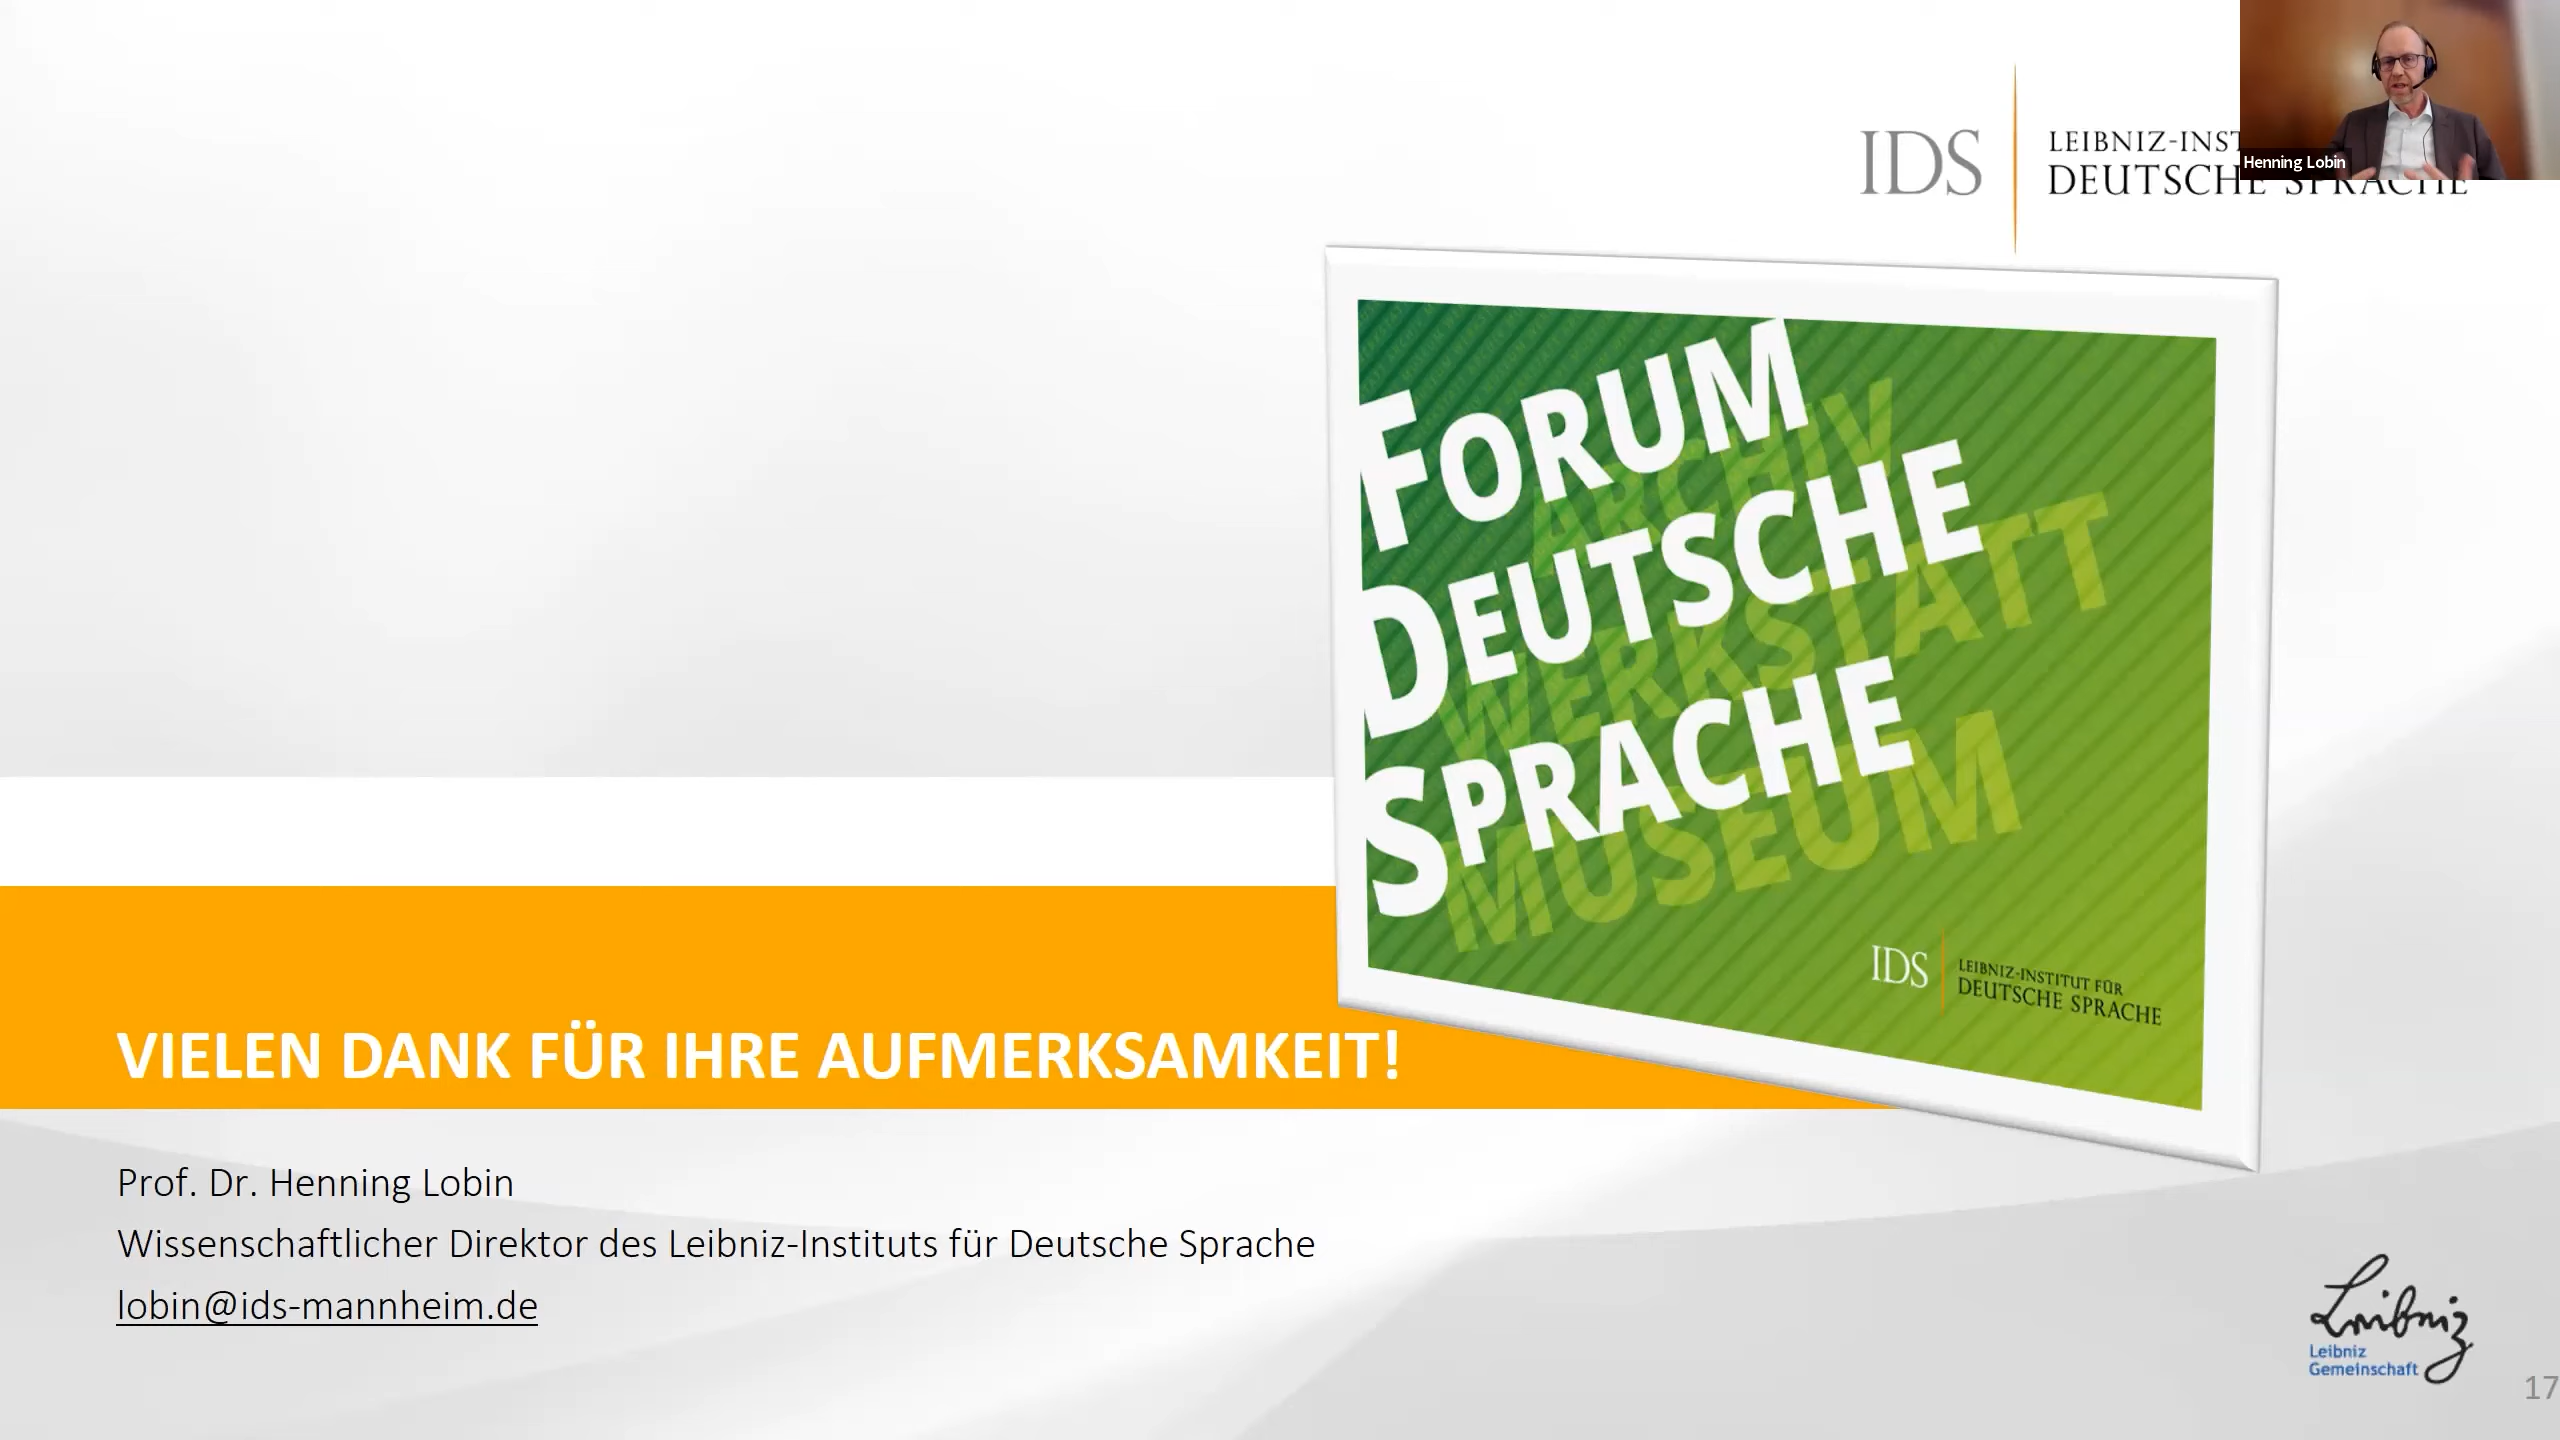 Henning Lobin
IDS
LEIBNIZ-INST
DEUTSCHE SPRACHE
FORUM
ARCHIV
DEUTSCHE
WERKSTATT
SPRACHE
MUSEUM
IDS
LEIBNIZ-INSTITUT FÜR
DEUTSCHE SPRACHE
VIELEN DANK FÜR IHRE AUFMERKSAMKEIT!
Prof. Dr. Henning Lobin
Wissenschaftlicher Direktor des Leibniz-Instituts für Deutsche Sprache
lobin@ids-mannheim.de
Leibniz
Leibniz
Gemeinschaft
17